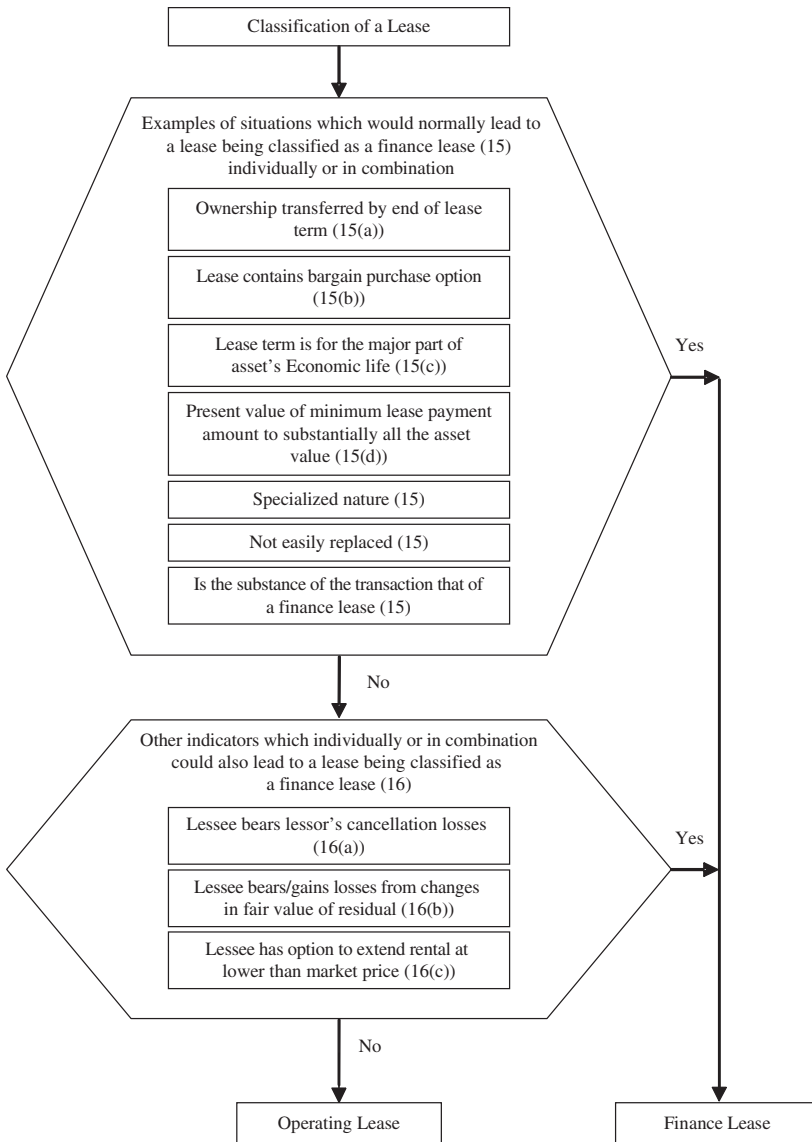 Classification of a Lease
Examples of situations which would normally lead to
a lease being classified as a finance lease (15)
individually or in combination
Ownership transferred by end of lease
term (15(a))
Lease contains bargain purchase option
(15(b))
Lease term is for the major part of
asset's Economic life (15(c))
Yes
Present value of minimum lease payment
amount to substantially all the asset
value (15(d))
Specialized nature (15)
Not easily replaced (15)
Is the substance of the transaction that of
a finance lease (15)
No
Other indicators which individually or in combination
could also lead to a lease being classified as
a finance lease (16)
Lessee bears lessor's cancellation losses
(16(a))
Yes
Lessee bears/gains losses from changes
in fair value of residual (16(b))
Lessee has option to extend rental at
lower than market price (16(c))
No
Operating Lease
Finance Lease